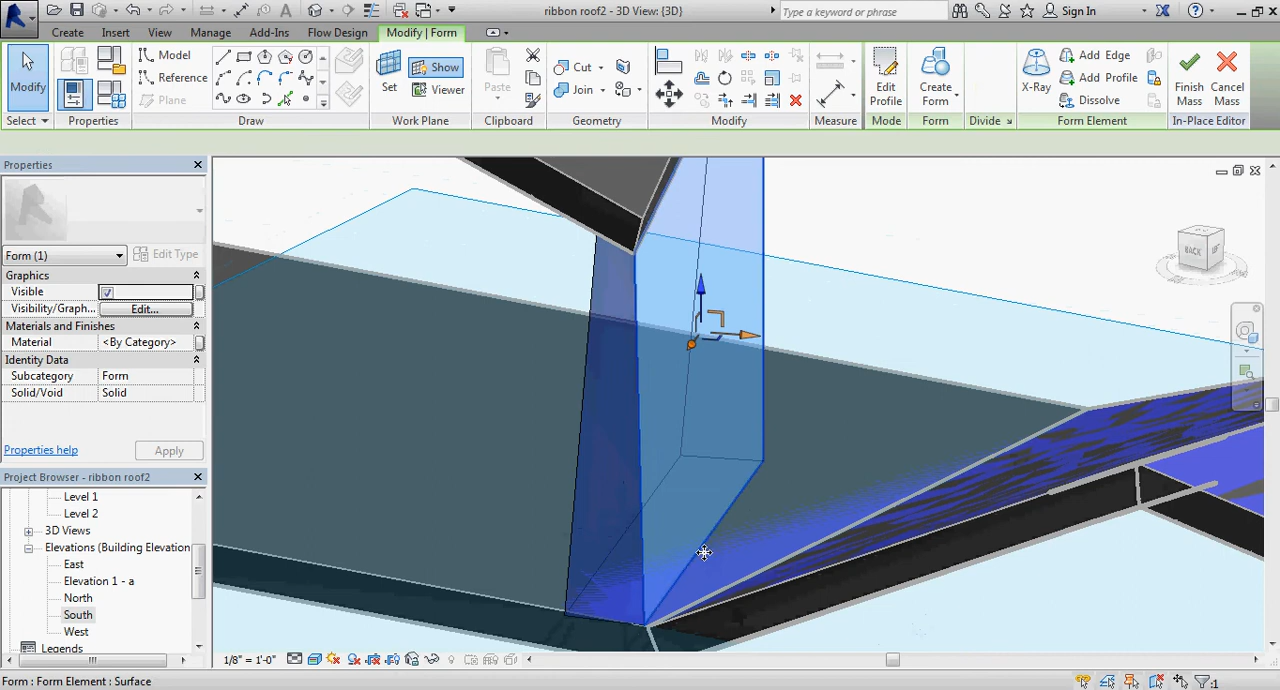 ribbon roof2 - 3D View: {3D}
Type a keyword or phrase
Sign In
Create Insert View Manage Add-Ins Flow Design Modify | Form
Modify
Select
Properties
Model
Reference
Plane
Draw
Set
Show
Viewer
Work Plane
Paste
Clipboard
Cut
Join
Geometry
Modify
Measure
Edit
Profile
Mode
Create
Form
Form
Divide
X-Ray
Add Edge
Add Profile
Dissolve
Form Element
Finish
Mass
Cancel
Mass
In-Place Editor
Properties
Form (1)
Edit Type
Graphics
Visible
Visibility/Graph... Edit...
Materials and Finishes
Material <By Category>
Identity Data
Subcategory Form
Solid/Void Solid
Properties help
Apply
Project Browser - ribbon roof2
Level 1
Level 2
3D Views
Elevations (Building Elevation
East
Elevation 1 - a
North
South
West
Legends
BACK
1/8" = 1'-0"
Form : Form Element : Surface
:1